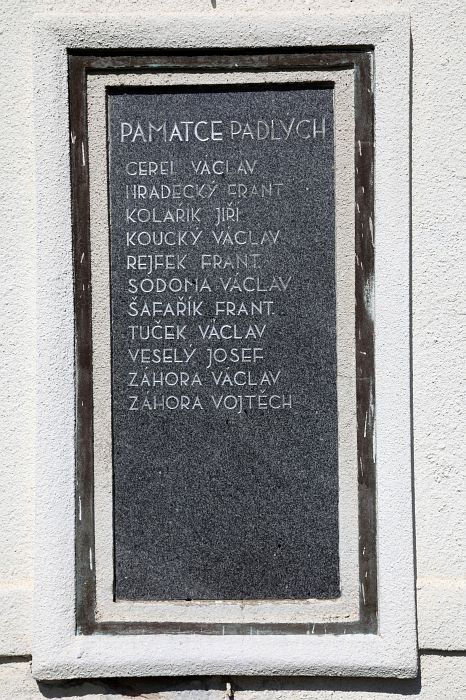 PAMATCE PADLÝCH
CEREL VÁCLAV
HRADECKÝ FRANT.
KOLAŘÍK JIŘÍ
KOUCKÝ VÁCLAV
REJFEK FRANT.
SODONA VÁCLAV
ŠAFAŘÍK FRANT.
TUČEK VÁCLAV
VESELÝ JOSEF
ZÁHORA VÁCLAV
ZÁHORA VOJTĚCH